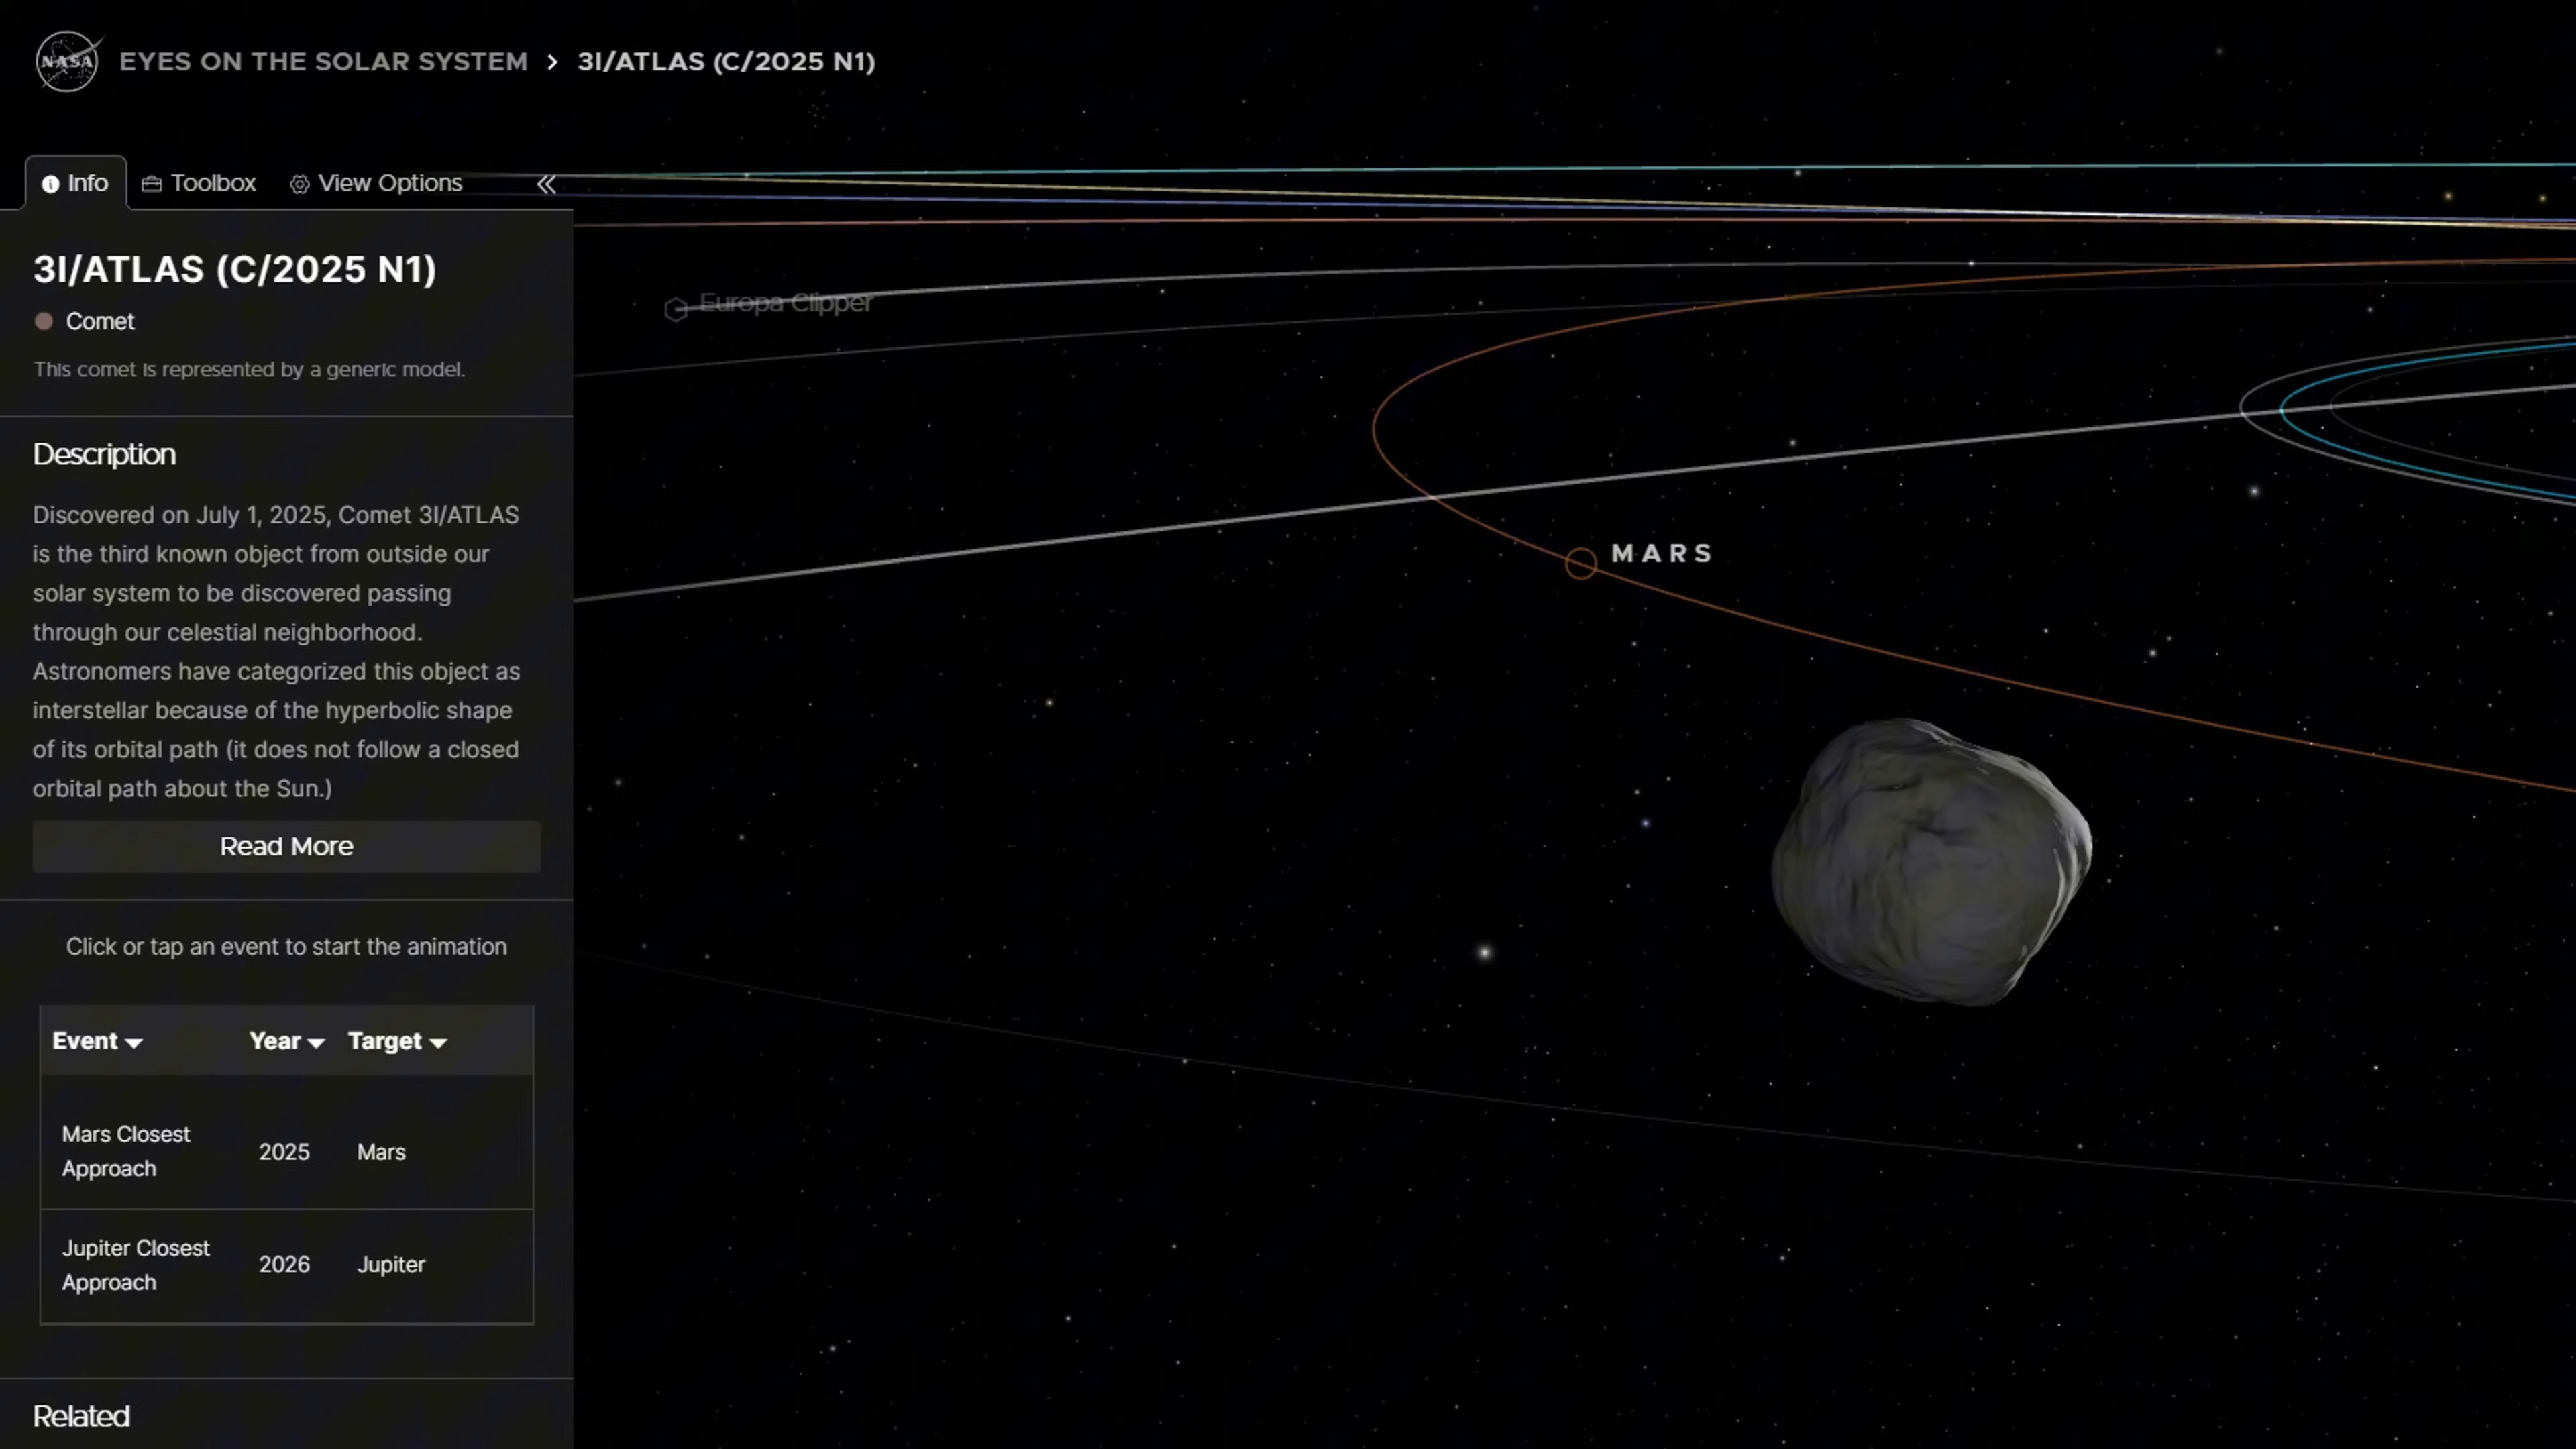 NASA
EYES ON THE SOLAR SYSTEM › 3I/ATLAS (C/2025 N1)
Info
Toolbox
View Options
3I/ATLAS (C/2025 N1)
Comet
This comet is represented by a generic model.
Description
Discovered on July 1, 2025, Comet 3I/ATLAS
is the third known object from outside our
solar system to be discovered passing
through our celestial neighborhood.
Astronomers have categorized this object as
interstellar because of the hyperbolic shape
of its orbital path (it does not follow a closed
orbital path about the Sun.)
Read More
Click or tap an event to start the animation
Event Year Target
Mars Closest
Approach
2025
Mars
Jupiter Closest
Approach
2026
Jupiter
Related
Europa Clipper
MARS